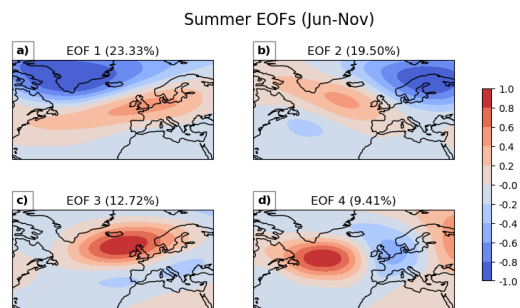 Summer EOFs (Jun-Nov)
a) EOF 1 (23.33%)
b) EOF 2 (19.50%)
c) EOF 3 (12.72%)
d) EOF 4 (9.41%)
1.0
0.8
0.6
0.4
0.2
0.0
-0.2
-0.4
-0.6
-0.8
-1.0